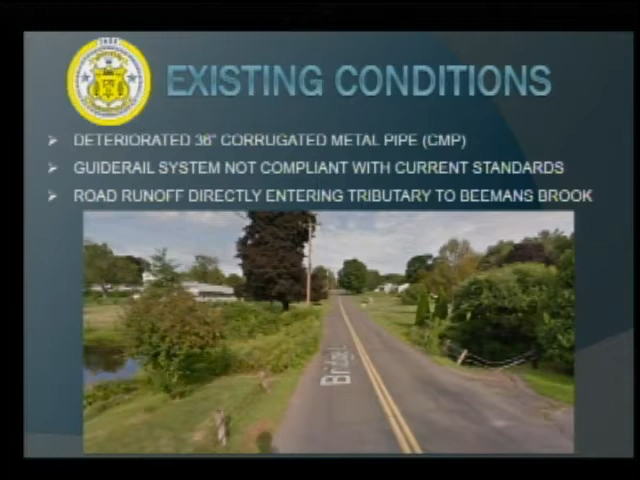 EXISTING CONDITIONS
➢ DETERIORATED 36" CORRUGATED METAL PIPE (CMP)
➢ GUIDERAIL SYSTEM NOT COMPLIANT WITH CURRENT STANDARDS
➢ ROAD RUNOFF DIRECTLY ENTERING TRIBUTARY TO BEEMANS BROOK
Bridge